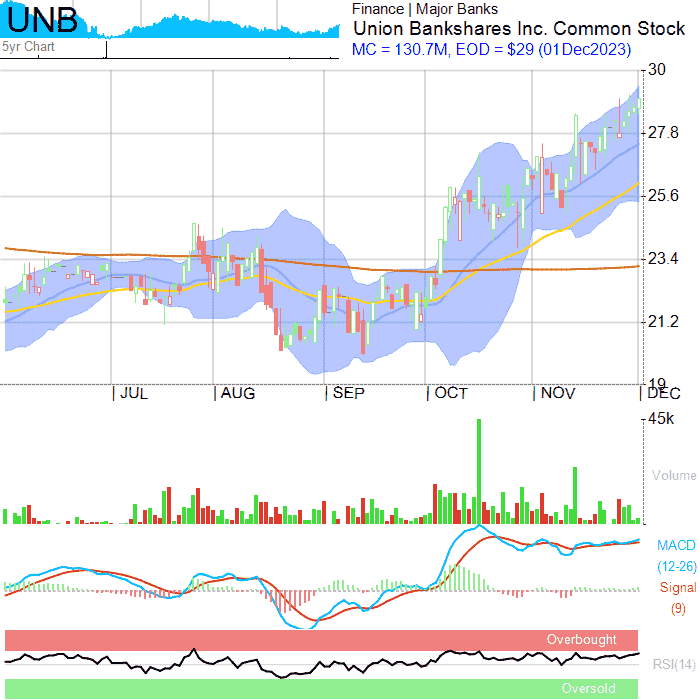 UNB
5yr Chart
Finance | Major Banks
Union Bankshares Inc. Common Stock
MC = 130.7M, EOD = $29 (01Dec2023)
30
27.8
25.6
23.4
21.2
19
JUL AUG SEP OCT NOV DEC
45k
Volume
MACD
(12-26)
Signal
(9)
Overbought
RSI(14)
Oversold